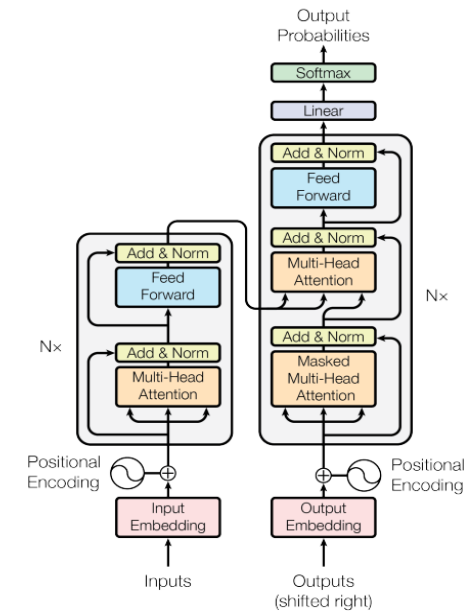 Output
Probabilities
Softmax
Linear
Add & Norm
Feed
Forward
Add & Norm
Multi-Head
Attention
Add & Norm
Masked
Multi-Head
Attention
N×
Add & Norm
Feed
Forward
Add & Norm
Multi-Head
Attention
N×
Positional
Encoding
Positional
Encoding
Input
Embedding
Output
Embedding
Inputs
Outputs
(shifted right)